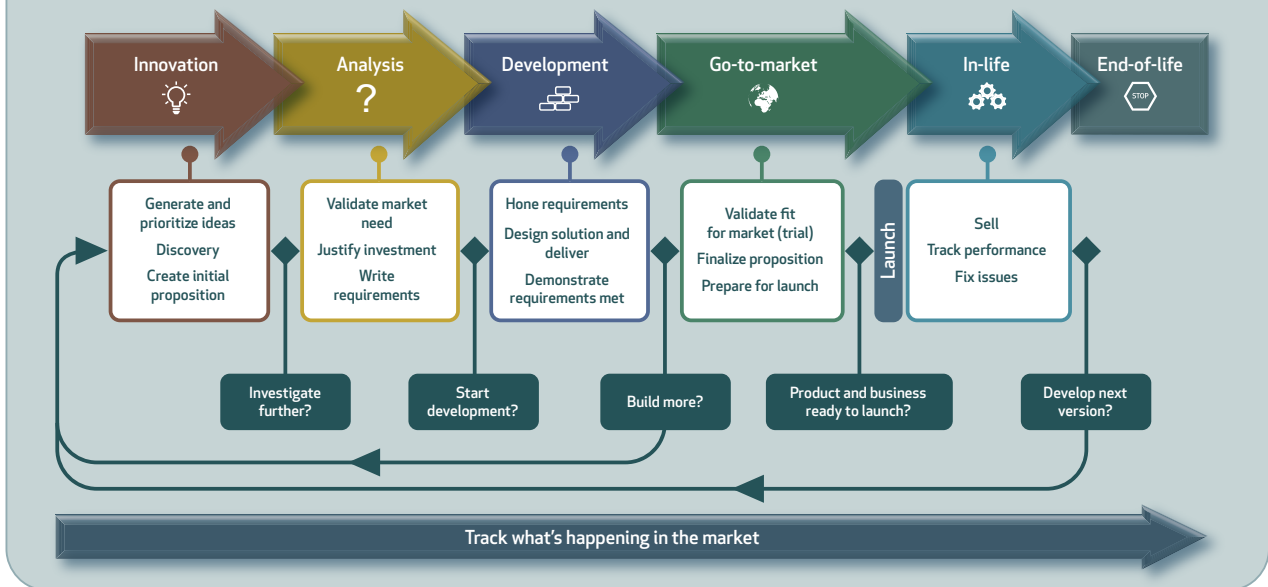 Innovation
Analysis
Development
Go-to-market
In-life
End-of-life
?
STOP
Generate and
prioritize ideas
Discovery
Create initial
proposition
Validate market
need
Justify investment
Write
requirements
Hone requirements
Design solution and
deliver
Demonstrate
requirements met
Validate fit
for market (trial)
Finalize proposition
Prepare for launch
Launch
Sell
Track performance
Fix issues
Investigate
further?
Start
development?
Build more?
Product and business
ready to launch?
Develop next
version?
Track what's happening in the market